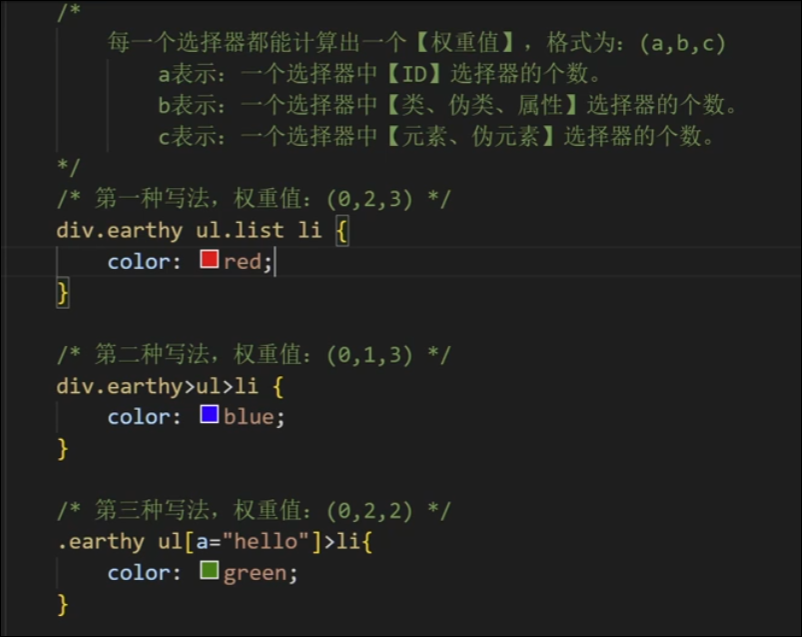 /*
每一个选择器都能计算出一个【权重值】，格式为：(a,b,c)
a表示：一个选择器中【ID】选择器的个数。
b表示：一个选择器中【类、伪类、属性】选择器的个数。
c表示：一个选择器中【元素、伪元素】选择器的个数。
*/
/* 第一种写法，权重值：(0,2,3) */
div.earthy ul.list li {
color: red;
}
/* 第二种写法，权重值：(0,1,3) */
div.earthy>ul>li {
color: blue;
}
/* 第三种写法，权重值：(0,2,2) */
.earthy ul[a="hello"]>li{
color: green;
}